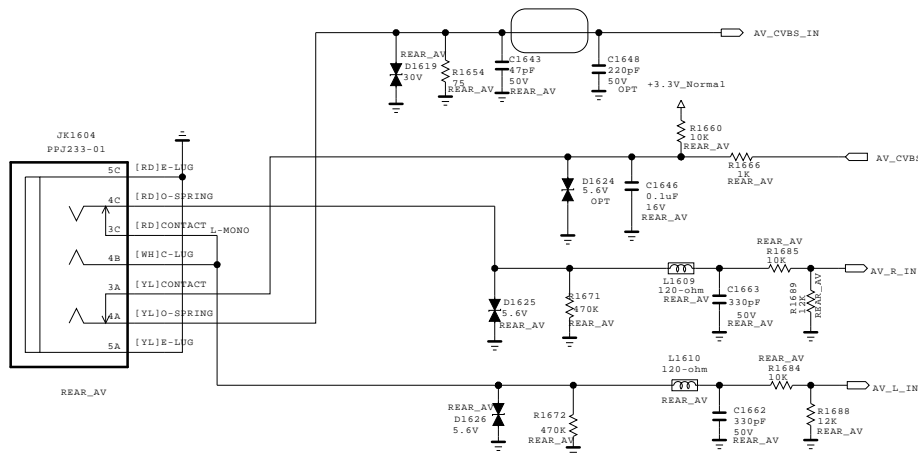 AV_CVBS_IN
REAR_AV
D1619
30V
R1654
75
REAR_AV
C1643
47pF
50V
REAR_AV
C1648
220pF
50V
OPT
+3.3V_Normal
R1660
10K
REAR_AV
JK1604
PPJ233-01
5C
[RD]E-LUG
4C
[RD]O-SPRING
3C
[RD]CONTACT
L-MONO
4B
[WH]C-LUG
3A
[YL]CONTACT
4A
[YL]O-SPRING
5A
[YL]E-LUG
REAR_AV
D1624
5.6V
OPT
C1646
0.1uF
16V
REAR_AV
R1666
1K
REAR_AV
AV_CVBS
D1625
5.6V
REAR_AV
R1671
470K
REAR_AV
L1609
120-ohm
REAR_AV
C1663
330pF
50V
REAR_AV
REAR_AV
R1685
10K
R1689
12K
REAR_AV
AV_R_IN
REAR_AV
D1626
5.6V
R1672
470K
REAR_AV
L1610
120-ohm
REAR_AV
C1662
330pF
50V
REAR_AV
REAR_AV
R1684
10K
R1688
12K
REAR_AV
AV_L_IN